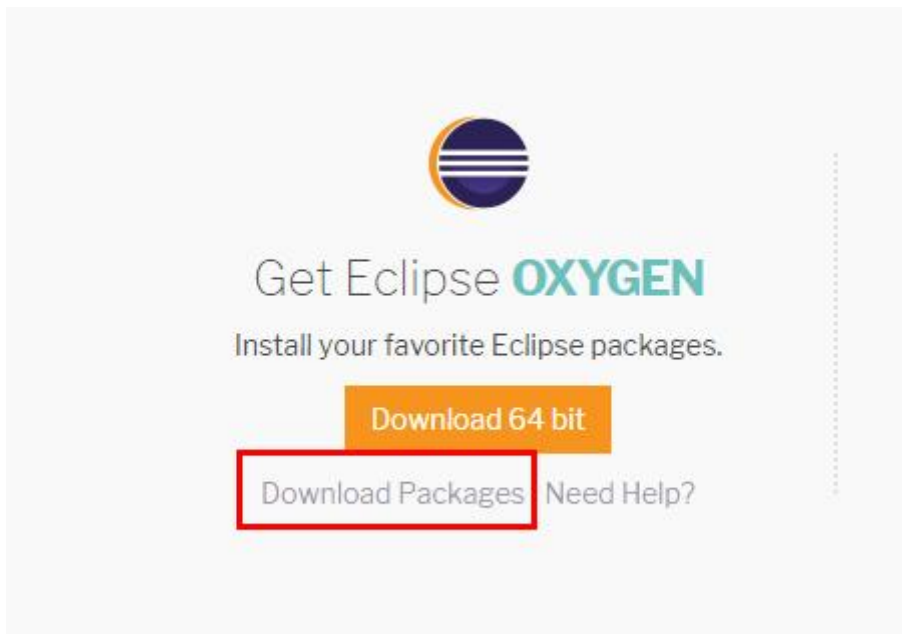 Get Eclipse OXYGEN
Install your favorite Eclipse packages.
Download 64 bit
Download Packages Need Help?